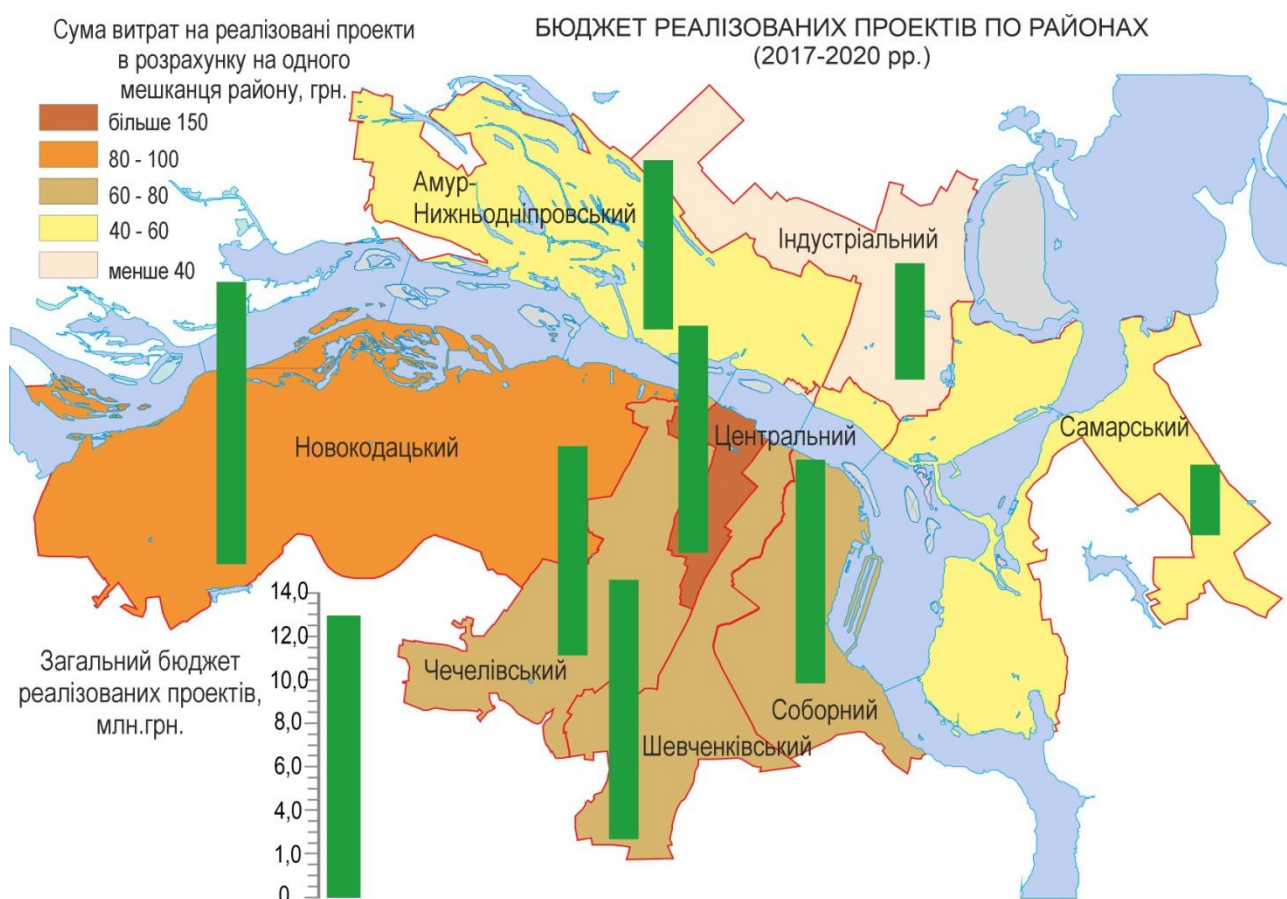 Сума витрат на реалізовані проекти
в розрахунку на одного
мешканця району, грн.
більше 150
80 - 100
60 - 80
40 - 60
менше 40
БЮДЖЕТ РЕАЛІЗОВАНИХ ПРОЕКТІВ ПО РАЙОНАХ
(2017-2020 рр.)
Амур-
Нижньодніпровський
Індустріальний
Новокодацький
Центральний
Самарський
Чечелівський
Соборний
Шевченківський
Загальний бюджет
реалізованих проектів,
млн.грн.
14,0
12,0
10,0
8,0
6,0
4,0
1,0
0